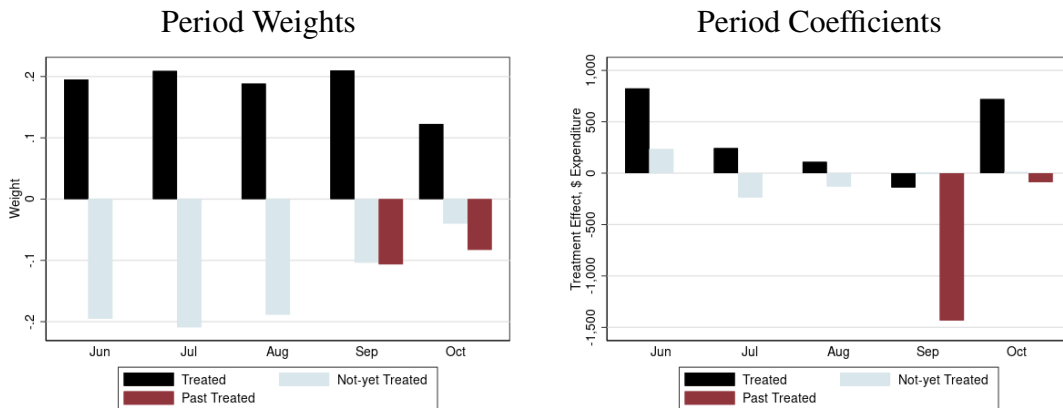 Period Weights
Weight
.2
.1
0
-.1
-.2
Jun
Jul
Aug
Sep
Oct
Treated
Not-yet Treated
Past Treated
Period Coefficients
Treatment Effect, $ Expenditure
1,000
500
0
-500
-1,000
-1,500
Jun
Jul
Aug
Sep
Oct
Treated
Not-yet Treated
Past Treated